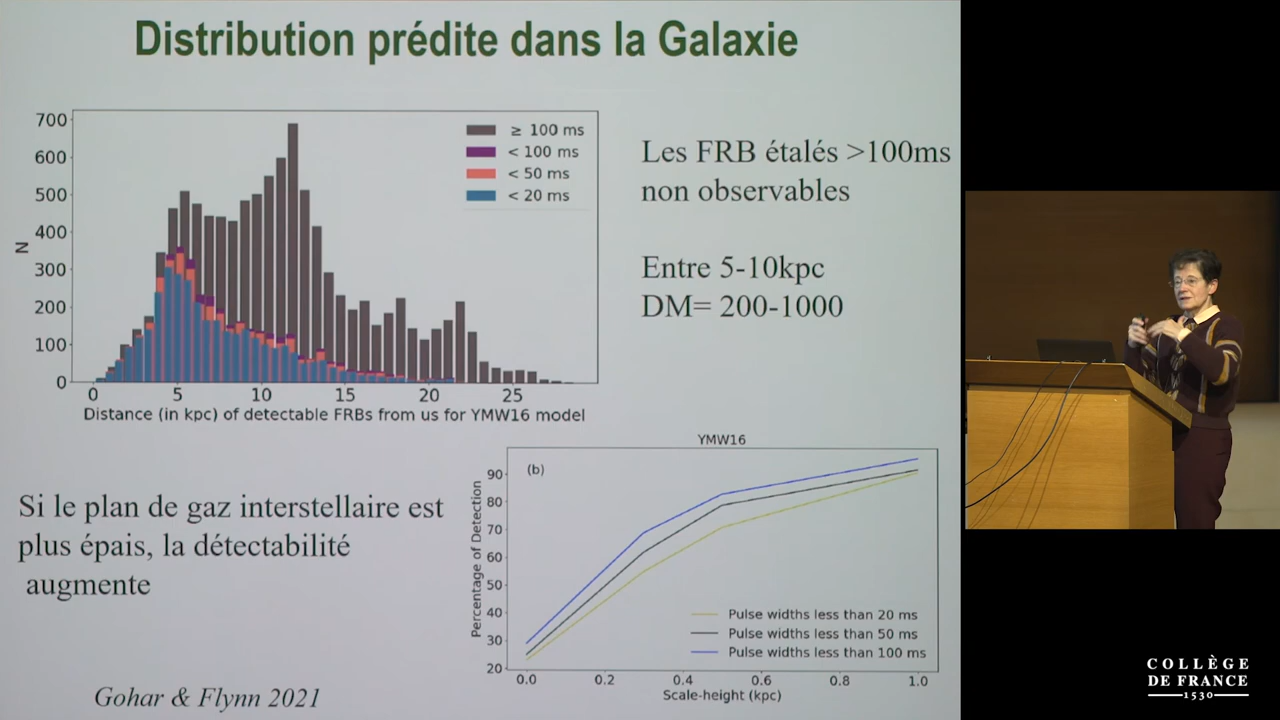 Distribution prédite dans la Galaxie
700
600
500
400
300
200
100
0
N
≥ 100 ms
< 100 ms
< 50 ms
< 20 ms
0 5 10 15 20 25
Distance (in kpc) of detectable FRBs from us for YMW16 model
Les FRB étalés >100ms
non observables
Entre 5-10kpc
DM= 200-1000
Si le plan de gaz interstellaire est
plus épais, la détectabilité
augmente
Gohar & Flynn 2021
YMW16
(b)
90
80
70
60
50
40
30
20
Percentage of Detection
Pulse widths less than 20 ms
Pulse widths less than 50 ms
Pulse widths less than 100 ms
0.0 0.2 0.4 0.6 0.8 1.0
Scale-height (kpc)
COLLÈGE
DE FRANCE
1530